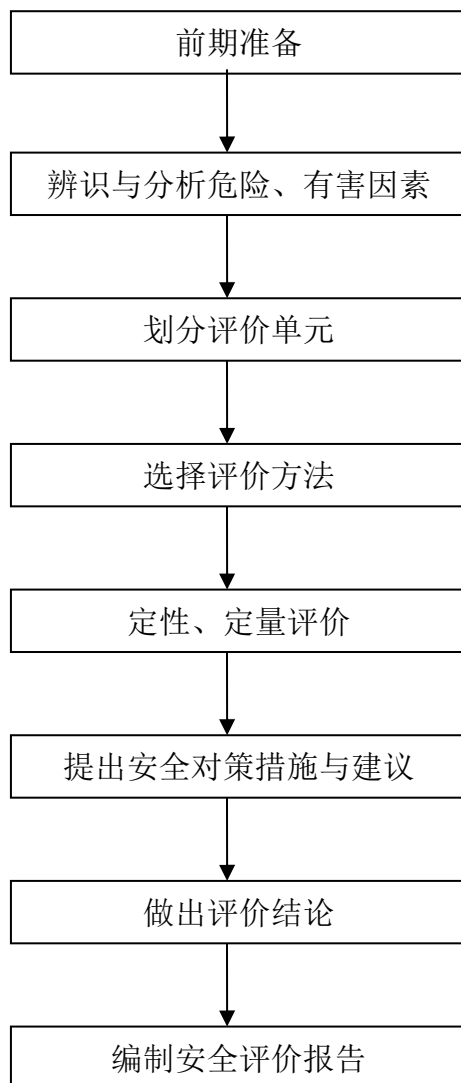 前期准备
辨识与分析危险、有害因素
划分评价单元
选择评价方法
定性、定量评价
提出安全对策措施与建议
做出评价结论
编制安全评价报告